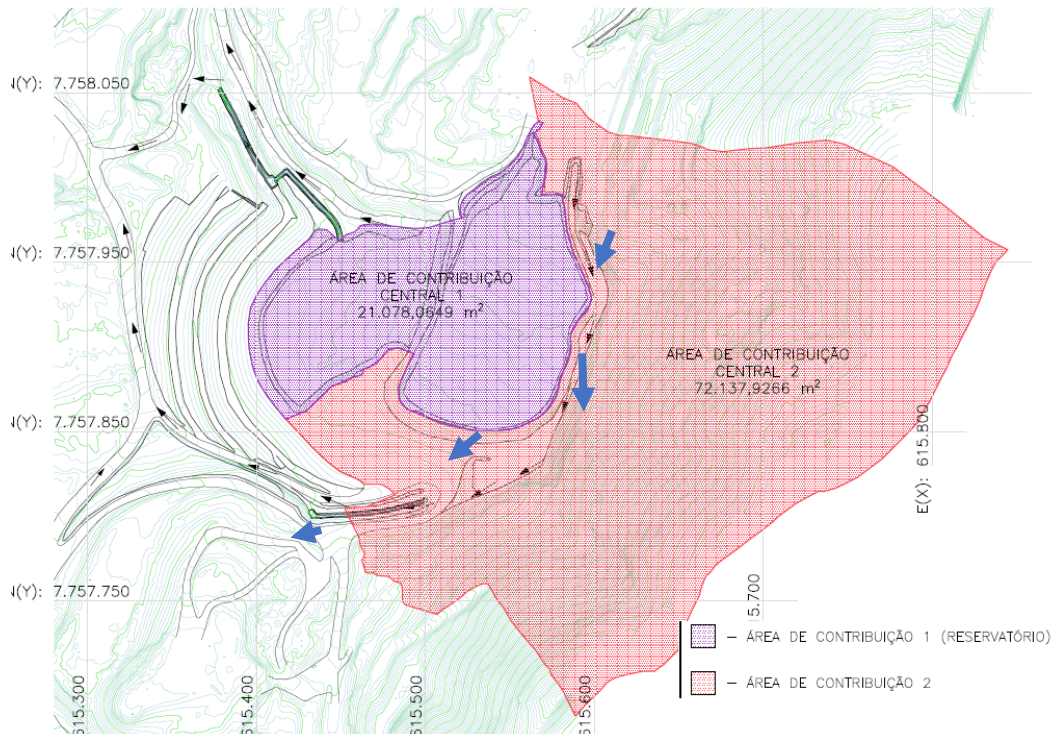 N(Y): 7.758.050
N(Y): 7.757.950
ÁREA DE CONTRIBUIÇÃO
CENTRAL 1
21.078,0649 m²
ÁREA DE CONTRIBUIÇÃO
CENTRAL 2
72.137,9266 m²
N(Y): 7.757.850
E(X): 615.800
N(Y): 7.757.750
5.700
– ÁREA DE CONTRIBUIÇÃO 1 (RESERVATÓRIO)
– ÁREA DE CONTRIBUIÇÃO 2
615.300
615.400
615.500
615.600